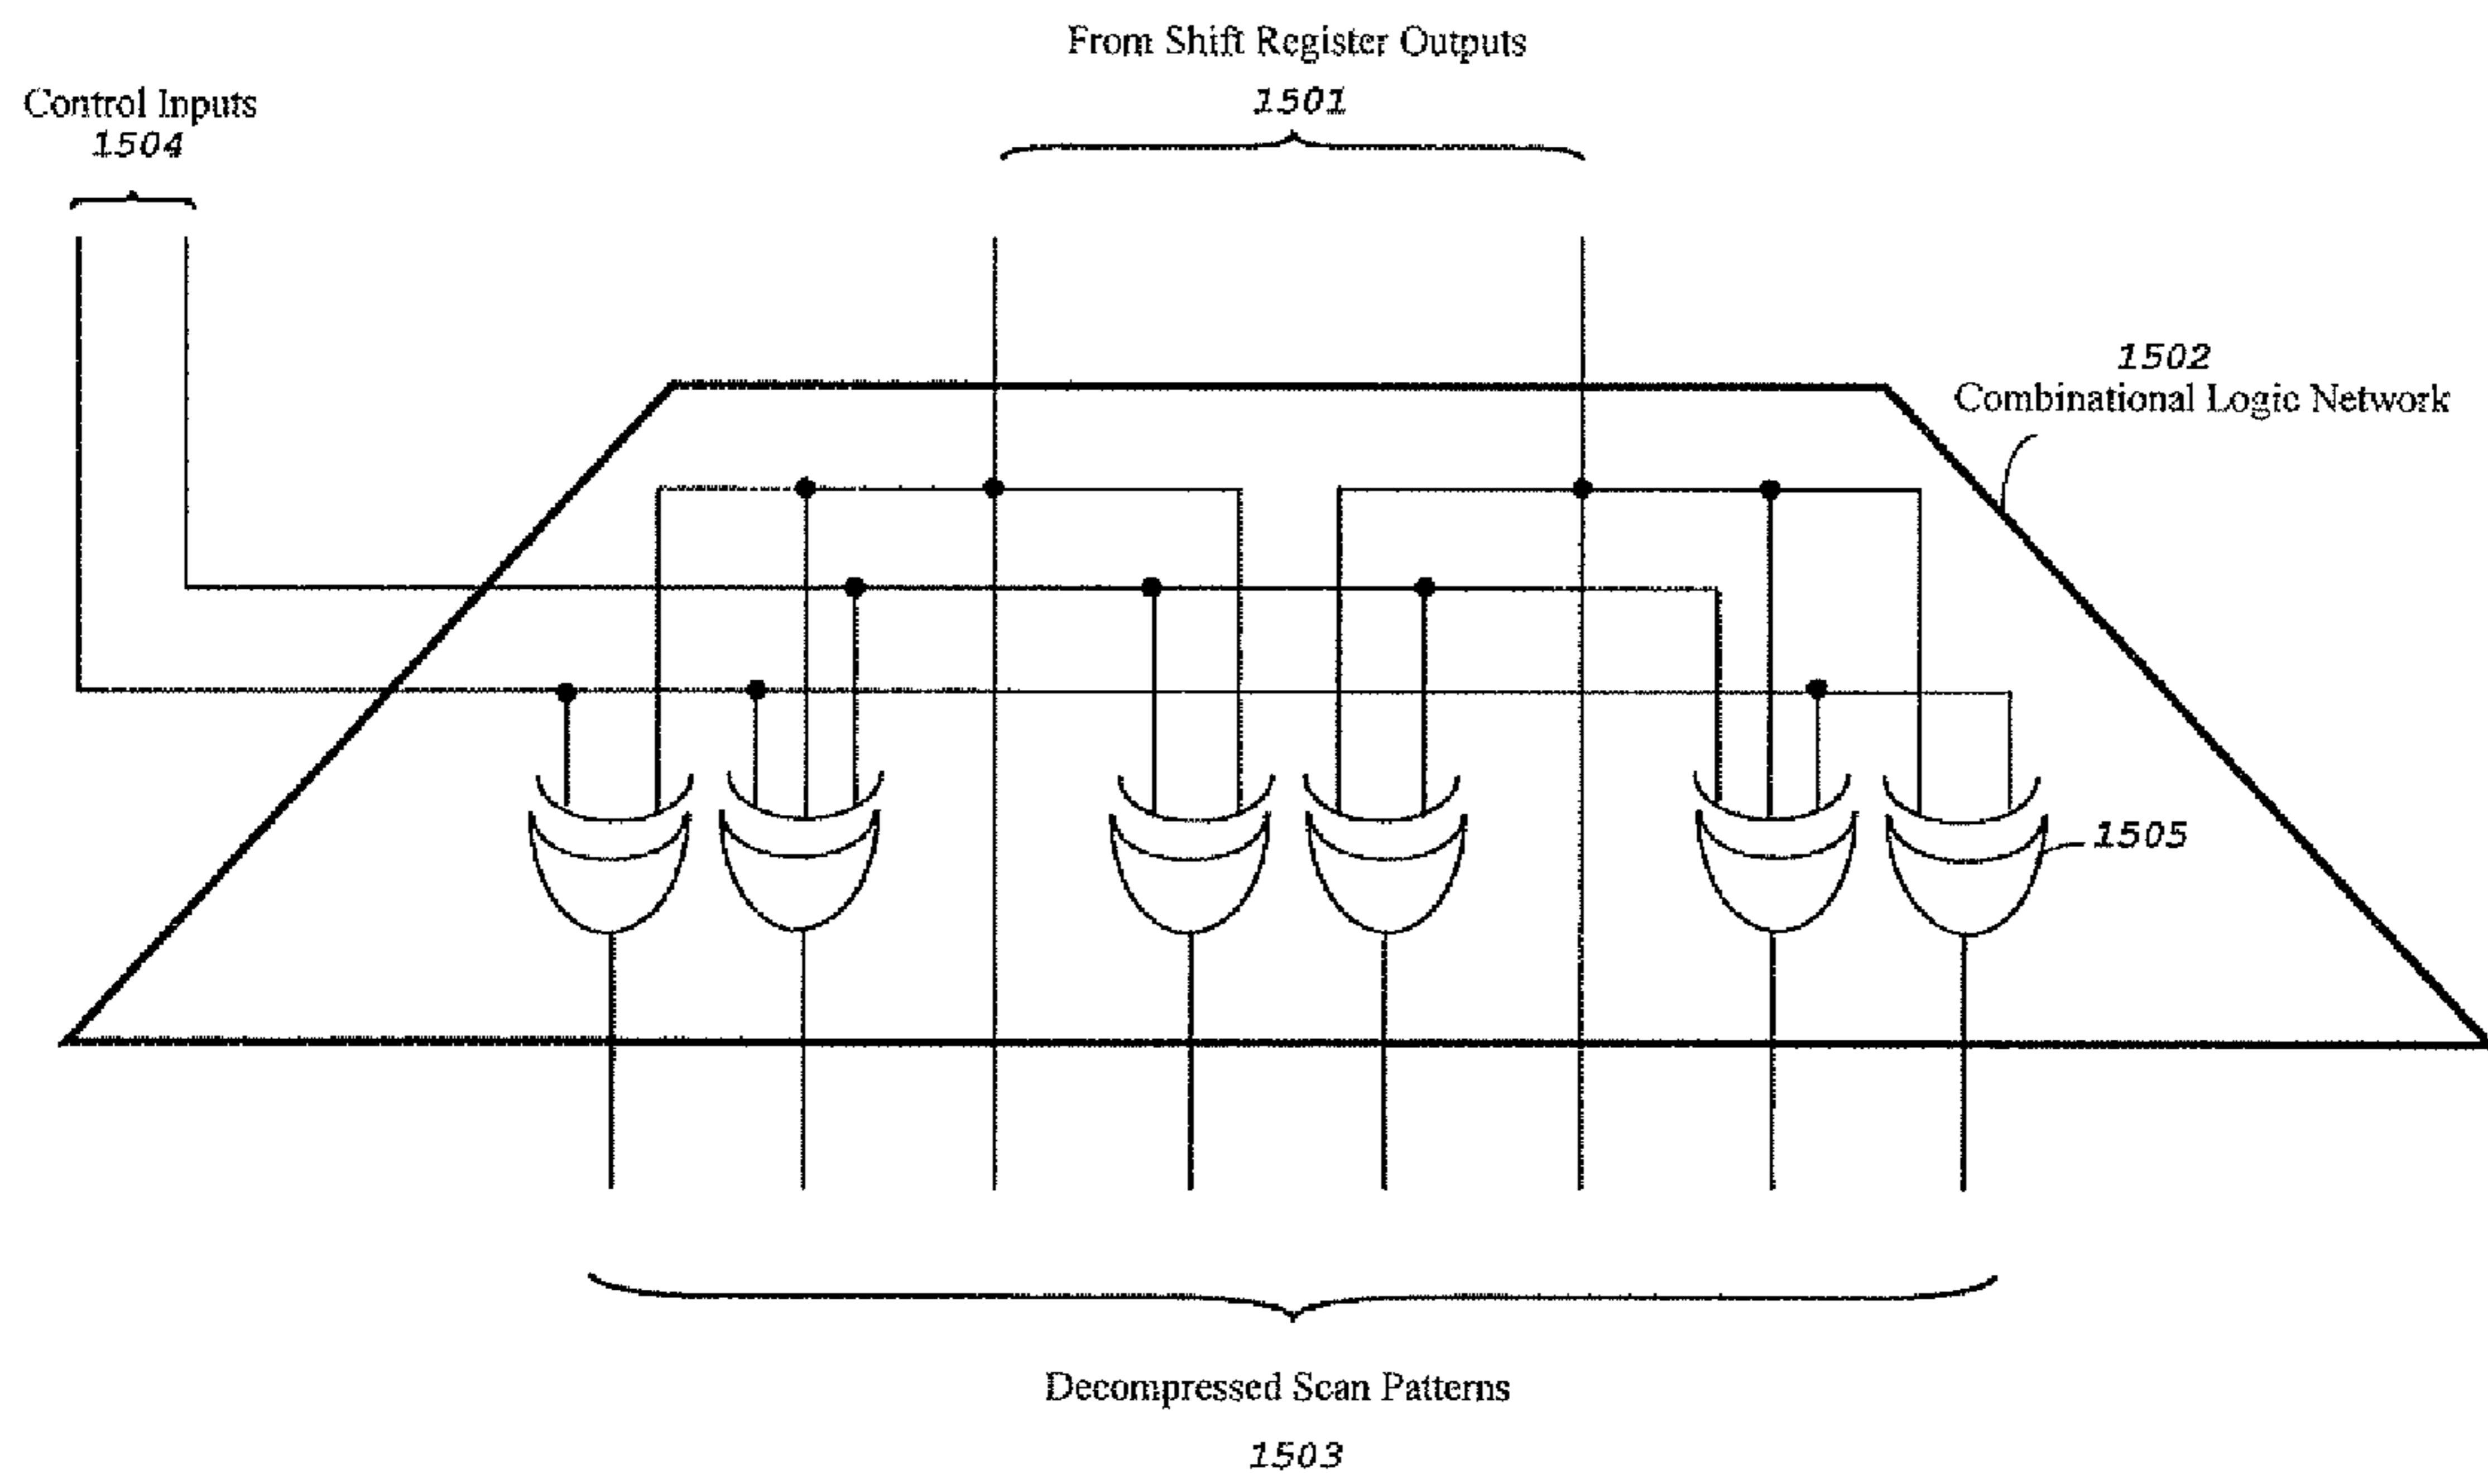 From Shift Register Outputs
1501
Control Inputs
1504
1502
Combinational Logic Network
1505
Decompressed Scan Patterns
1503